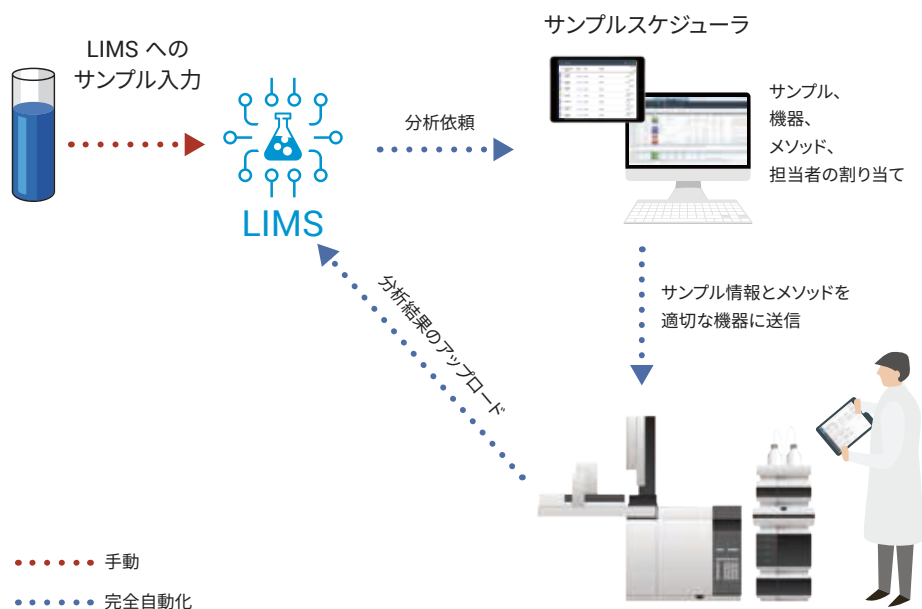 サンプルスケジューラ
LIMS への
サンプル入力
分析依頼
サンプル、
機器、
メソッド、
担当者の割り当て
LIMS
分析結果のアップロード
サンプル情報とメソッドを
適切な機器に送信
手動
完全自動化